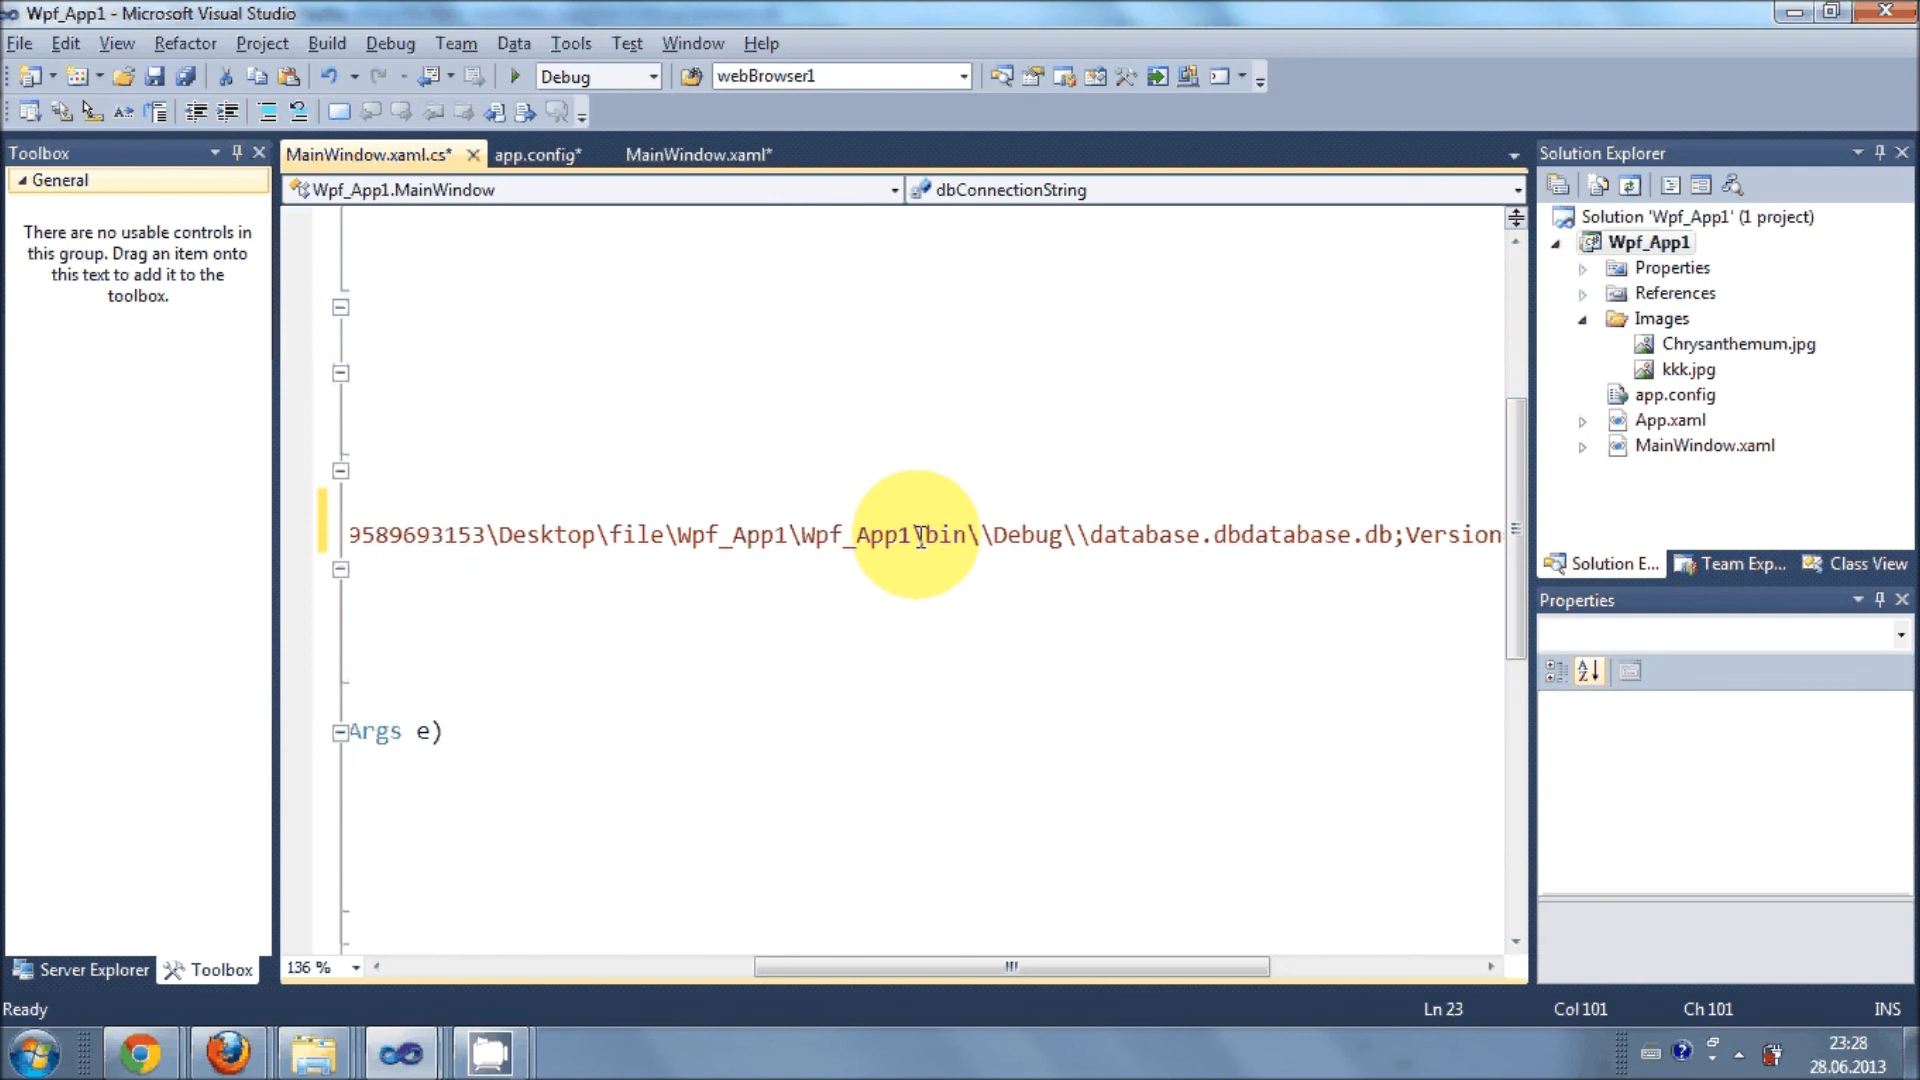 Wpf_App1 - Microsoft Visual Studio
File Edit View Refactor Project Build Debug Team Data Tools Test Window Help
Debug webBrowser1
Toolbox
General
There are no usable controls in
this group. Drag an item onto
this text to add it to the
toolbox.
Server Explorer Toolbox
MainWindow.xaml.cs* app.config* MainWindow.xaml*
Wpf_App1.MainWindow dbConnectionString
9589693153\Desktop\file\Wpf_App1\Wpf_App1\bin\\Debug\\database.dbdatabase.db;Version
Args e)
136 %
Solution Explorer
Solution 'Wpf_App1' (1 project)
Wpf_App1
Properties
References
Images
Chrysanthemum.jpg
kkk.jpg
app.config
App.xaml
MainWindow.xaml
Solution E... Team Exp... Class View
Properties
Ready Ln 23 Col 101 Ch 101 INS
23:28
28.06.2013